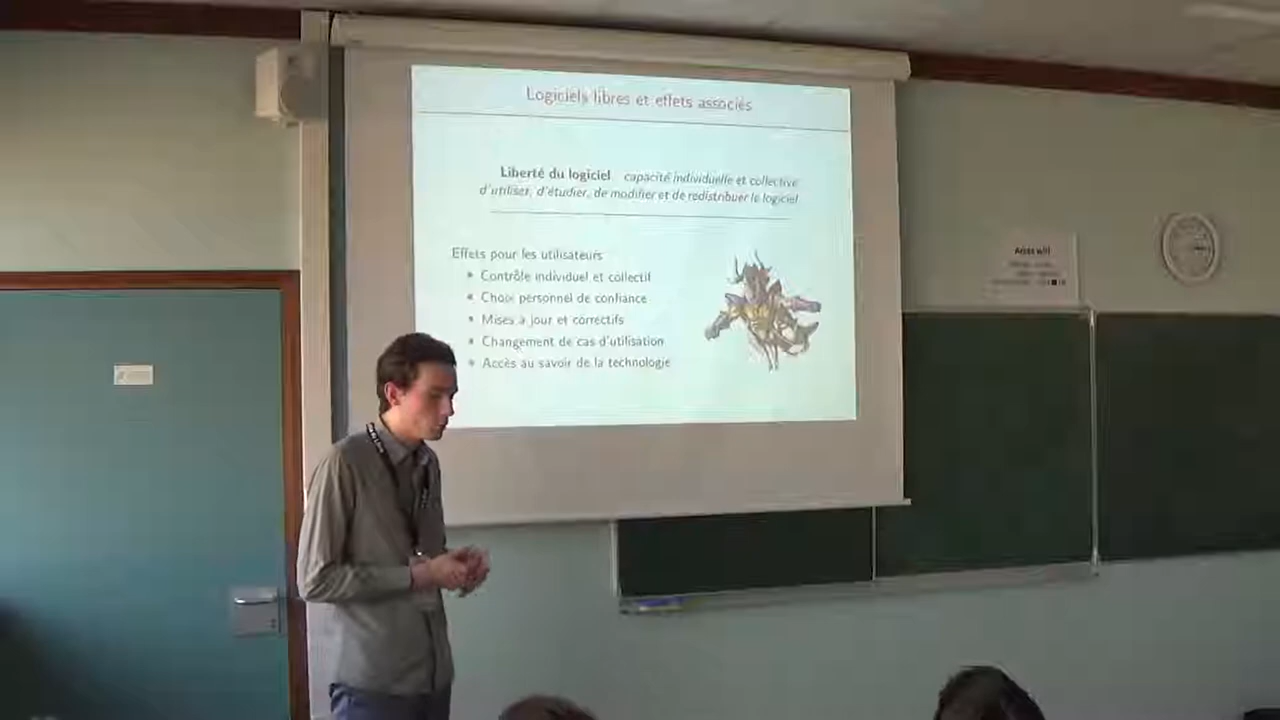 Logiciels libres et effets associés
Liberté du logiciel capacité individuelle et collective
d'utiliser, d'étudier, de modifier et de redistribuer le logiciel
Effets pour les utilisateurs
Contrôle individuel et collectif
Choix personnel de confiance
Mises à jour et correctifs
Changement de cas d'utilisation
Accès au savoir de la technologie